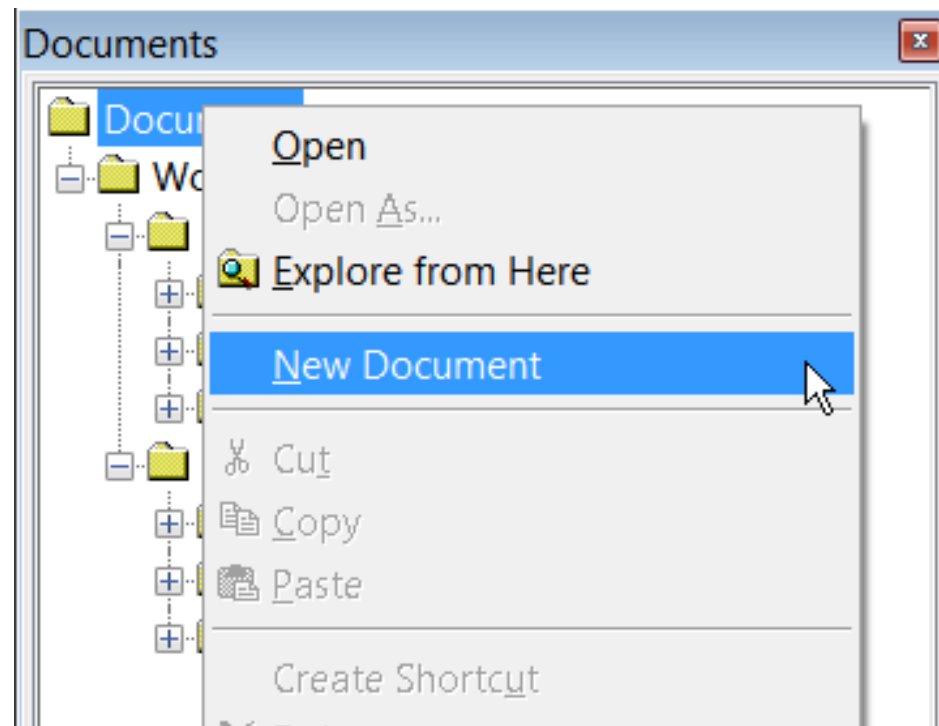 Documents
Open
Open As...
Explore from Here
New Document
Cut
Copy
Paste
Create Shortcut